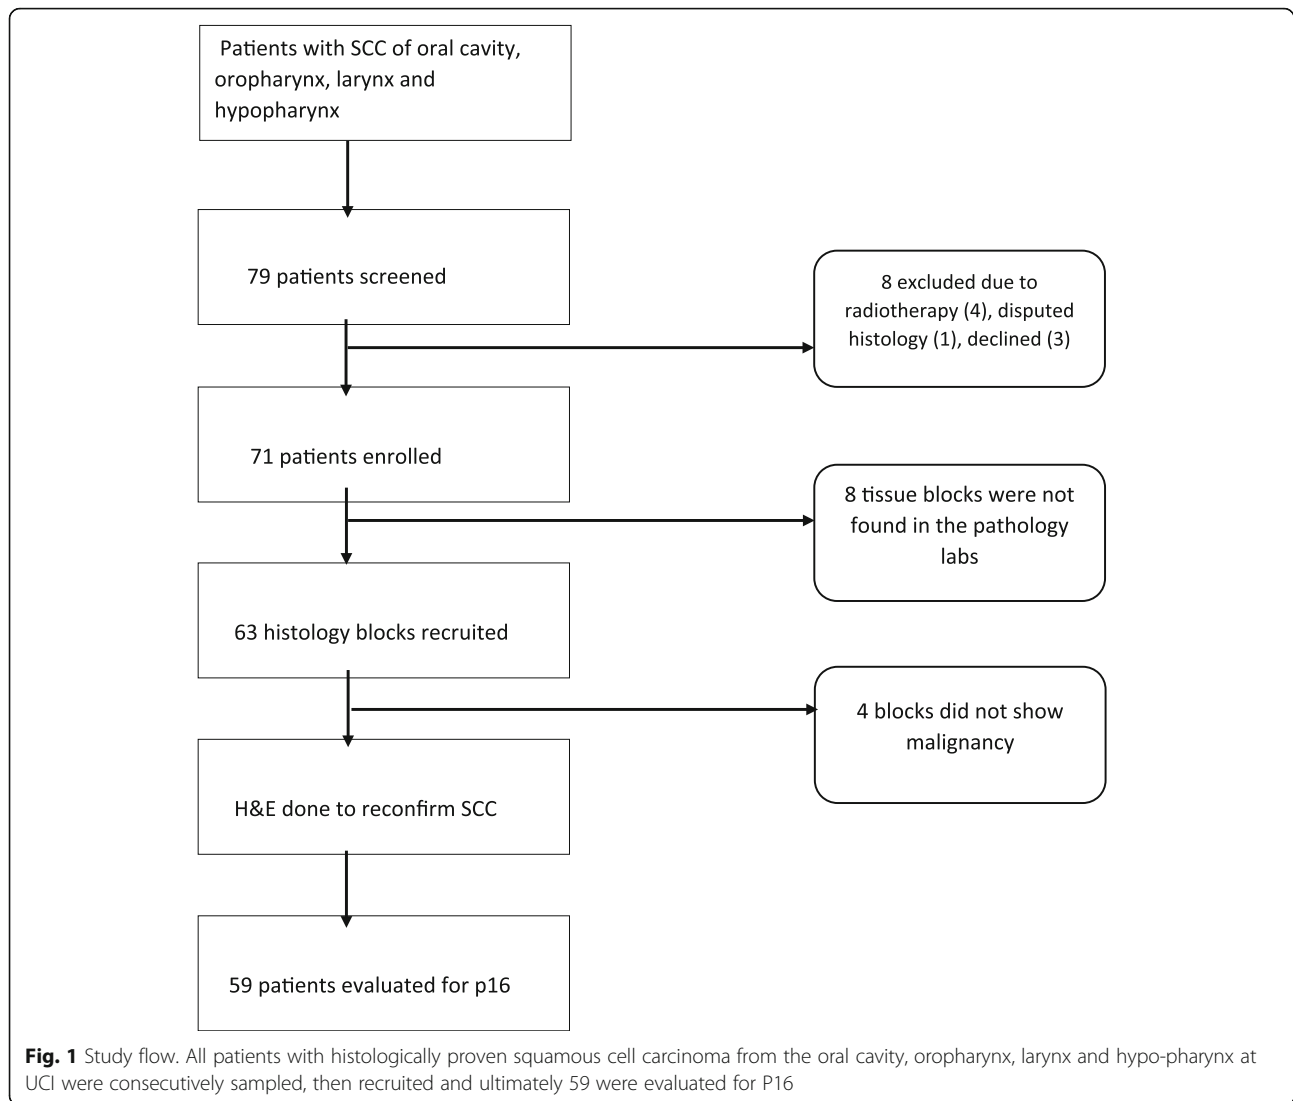 Patients with SCC of oral cavity,
oropharynx, larynx and
hypopharynx
79 patients screened
8 excluded due to
radiotherapy (4), disputed
histology (1), declined (3)
71 patients enrolled
8 tissue blocks were not
found in the pathology
labs
63 histology blocks recruited
4 blocks did not show
malignancy
H&E done to reconfirm SCC
59 patients evaluated for p16
Fig. 1 Study flow. All patients with histologically proven squamous cell carcinoma from the oral cavity, oropharynx, larynx and hypo-pharynx at
UCI were consecutively sampled, then recruited and ultimately 59 were evaluated for P16